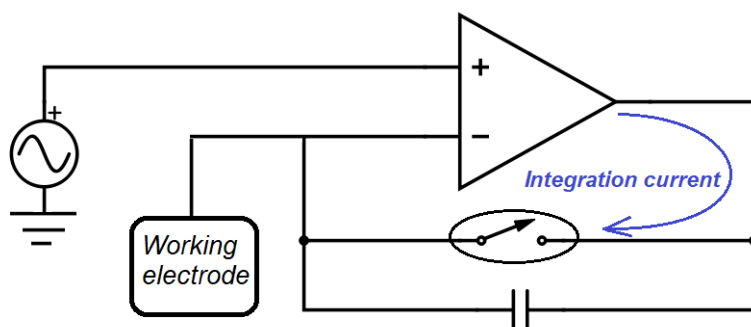 +
+
−
Integration current
Working
electrode